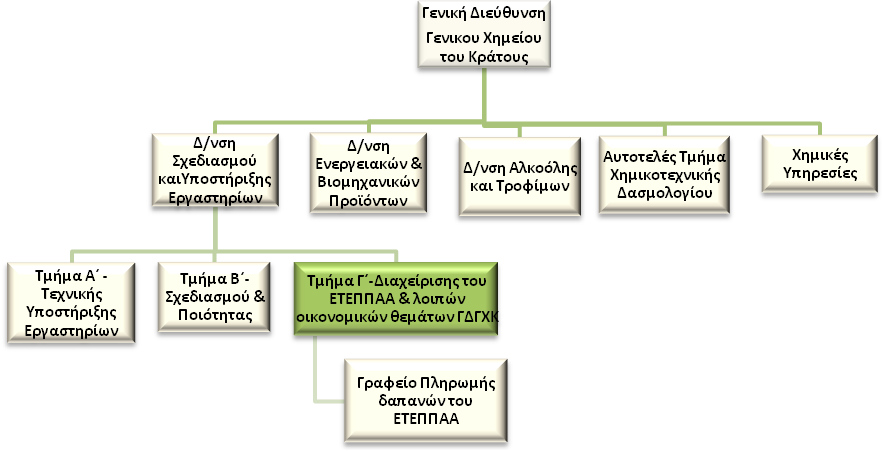 Γενική Διεύθυνση
Γενικου Χημείου
του Κράτους
Δ/νση
Σχεδιασμού
καιΥποστήριξης
Εργαστηρίων
Δ/νση
Ενεργειακών &
Βιομηχανικών
Προϊόντων
Δ/νση Αλκοόλης
και Τροφίμων
Αυτοτελές Τμήμα
Χημικοτεχνικής
Δασμολογίου
Χημικές
Υπηρεσίες
Τμήμα Α΄ -
Τεχνικής
Υποστήριξης
Εργαστηρίων
Τμήμα Β΄-
Σχεδιασμού &
Ποιότητας
Τμήμα Γ΄-Διαχείρισης του
ΕΤΕΠΠΑΑ & λοιπών
οικονομικών θεμάτων ΓΔΓΧΚ
Γραφείο Πληρωμής
δαπανών του
ΕΤΕΠΠΑΑ